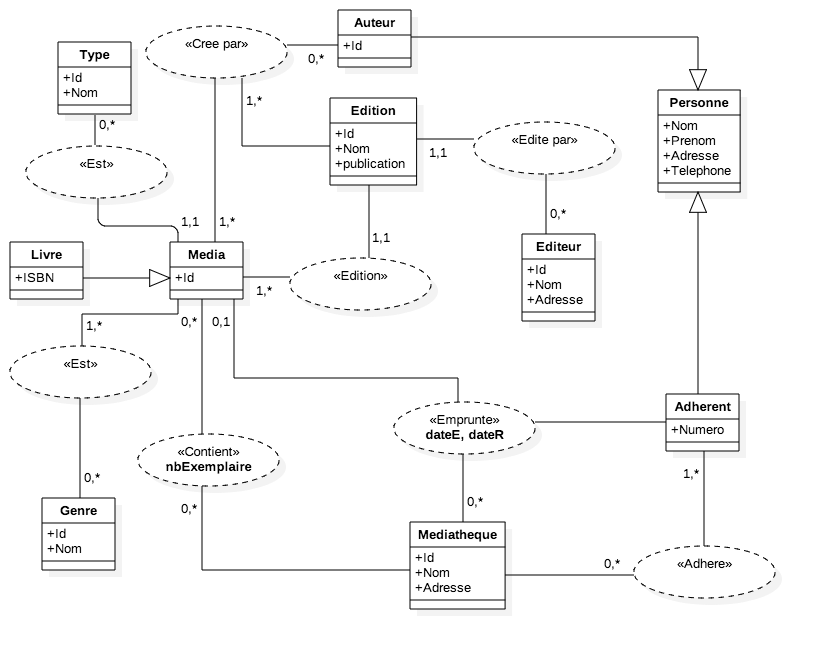 Auteur
+Id
«Cree par»
0,*
Type
+Id
+Nom
0,*
1,*
Edition
+Id
+Nom
+publication
1,1
«Edite par»
Personne
+Nom
+Prenom
+Adresse
+Telephone
«Est»
1,1
1,*
1,1
0,*
Livre
+ISBN
Media
+Id
1,*
«Edition»
Editeur
+Id
+Nom
+Adresse
1,*
0,*
0,1
«Est»
«Emprunte»
dateE, dateR
Adherent
+Numero
«Contient»
nbExemplaire
0,*
0,*
0,*
1,*
Genre
+Id
+Nom
Mediatheque
+Id
+Nom
+Adresse
0,*
«Adhere»